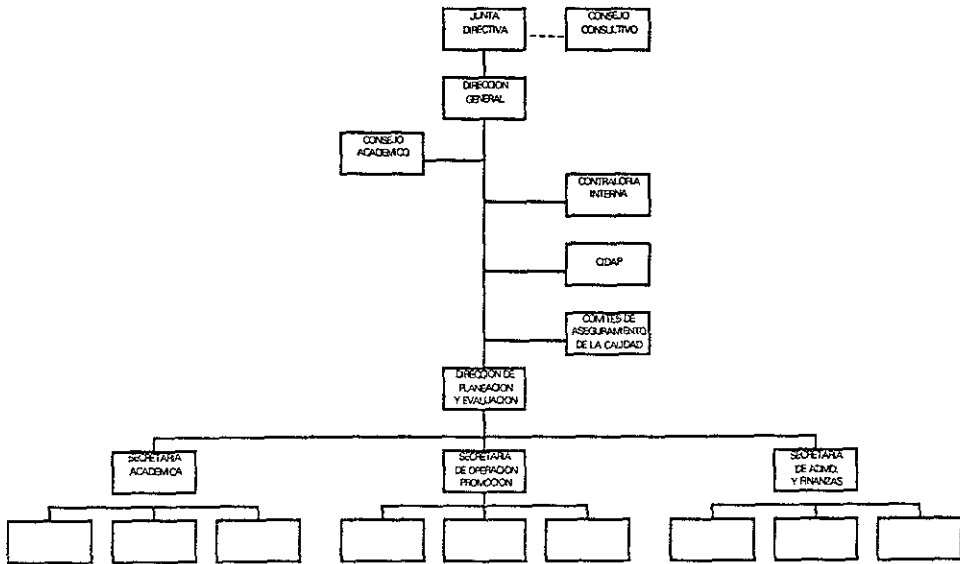 JUNTA
DIRECTIVA
CONSEJO
CONSULTIVO
DIRECCION
GENERAL
CONSEJO
ACADEMICO
CONTRALORIA
INTERNA
CIDAP
COMITES DE
ASEGURAMIENTO
DE LA CALIDAD
DIRECCION DE
PLANEACION
Y EVALUACION
SECRETARIA
ACADEMICA
SECRETARIA
DE OPERACION
PROMOCION
SECRETARIA
DE ADMO.
Y FINANZAS